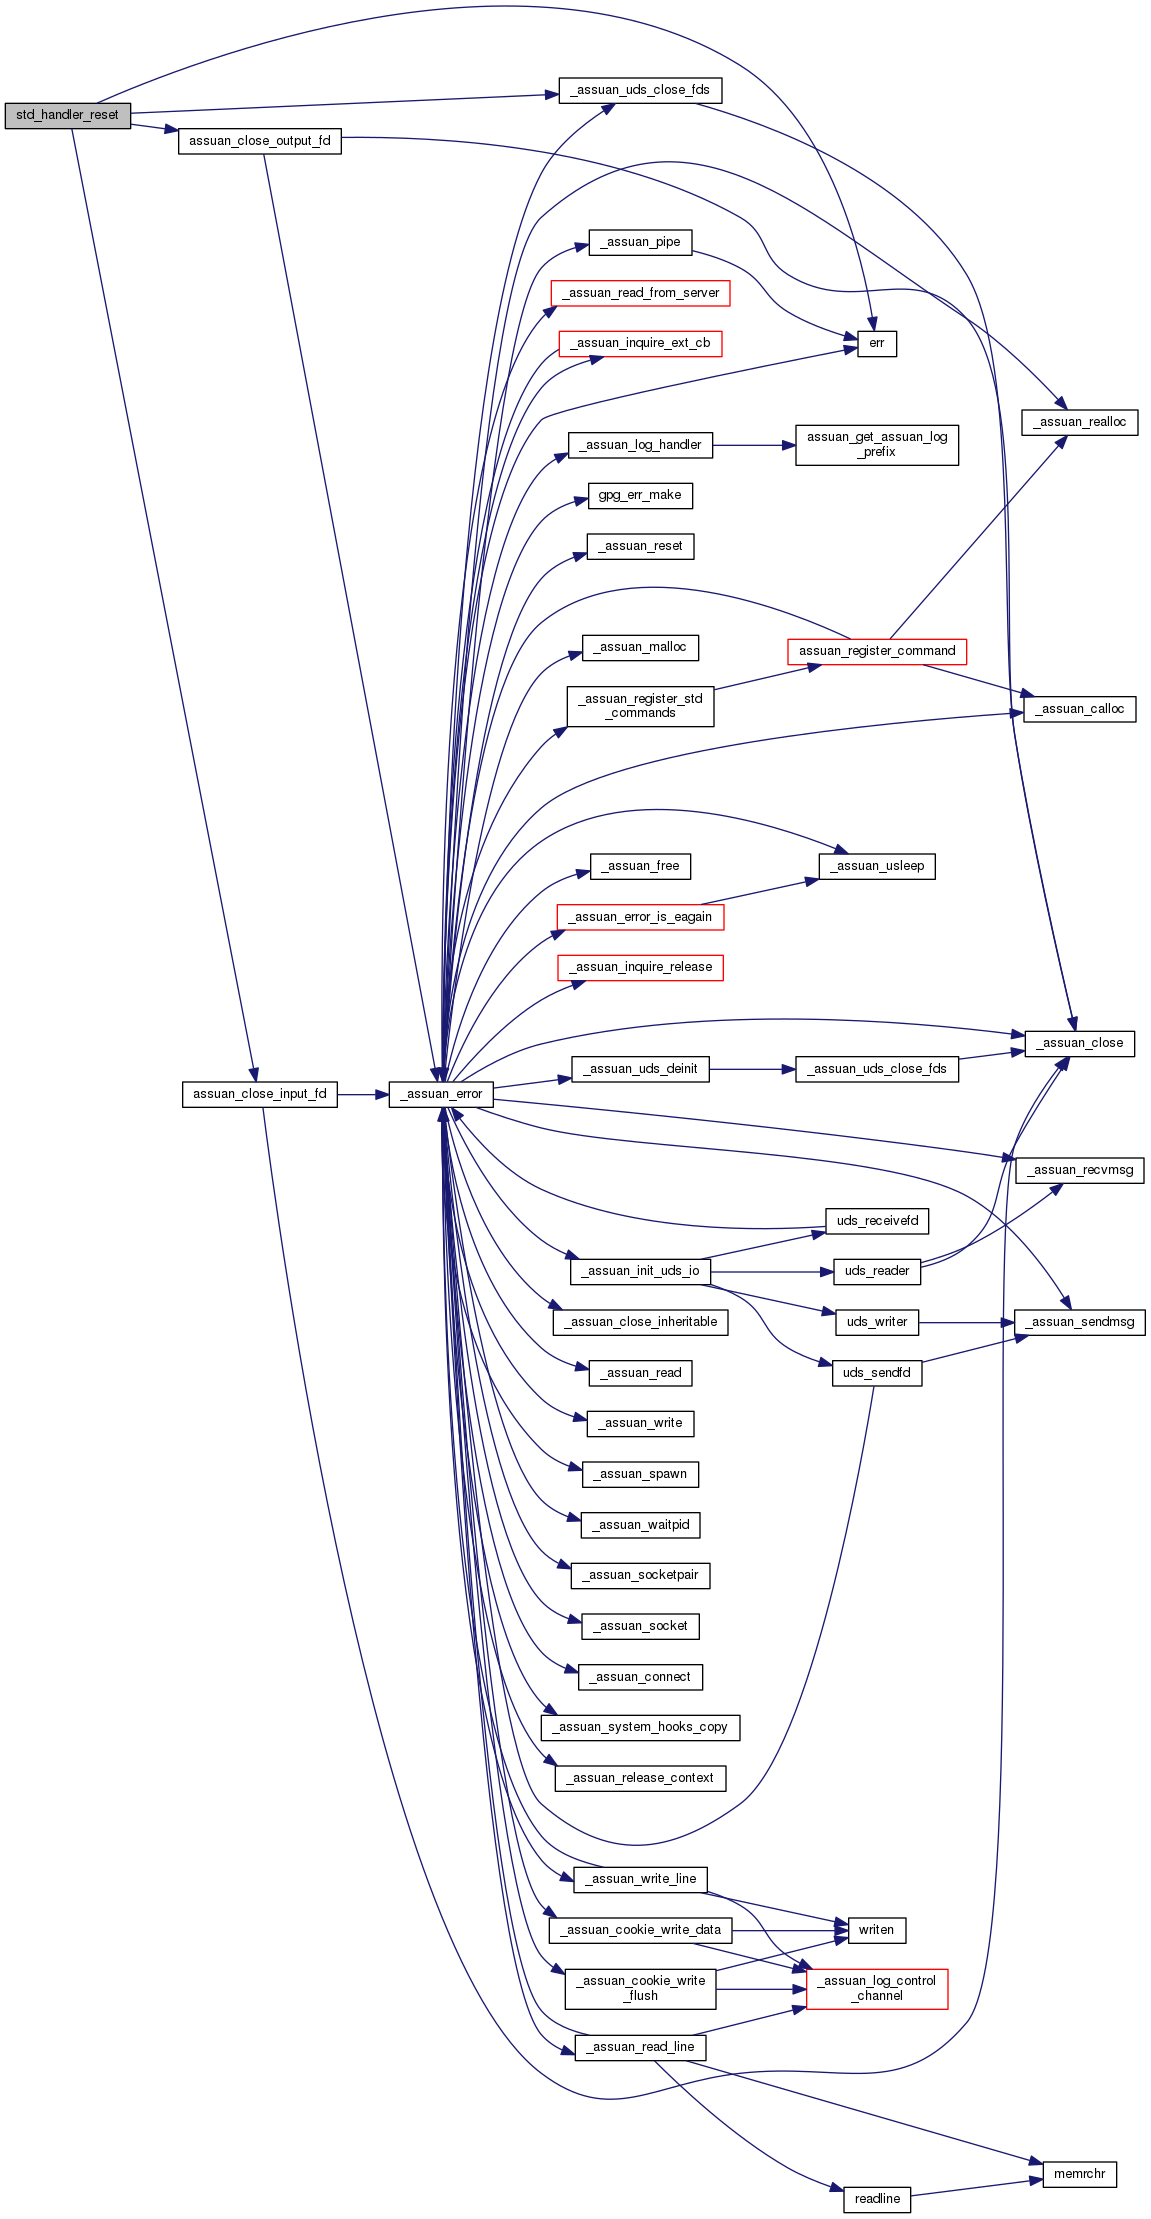 std_handler_reset
_assuan_uds_close_fds
assuan_close_output_fd
_assuan_pipe
_assuan_read_from_server
_assuan_inquire_ext_cb
err
_assuan_realloc
_assuan_log_handler
assuan_get_assuan_log
_prefix
gpg_err_make
_assuan_reset
_assuan_malloc
assuan_register_command
_assuan_register_std
_commands
_assuan_calloc
_assuan_free
_assuan_usleep
_assuan_error_is_eagain
_assuan_inquire_release
_assuan_close
_assuan_uds_deinit
_assuan_uds_close_fds
assuan_close_input_fd
_assuan_error
_assuan_recvmsg
uds_receivefd
_assuan_init_uds_io
uds_reader
_assuan_close_inheritable
uds_writer
_assuan_sendmsg
_assuan_read
uds_sendfd
_assuan_write
_assuan_spawn
_assuan_waitpid
_assuan_socketpair
_assuan_socket
_assuan_connect
_assuan_system_hooks_copy
_assuan_release_context
_assuan_write_line
_assuan_cookie_write_data
writen
_assuan_cookie_write
_flush
_assuan_log_control
_channel
_assuan_read_line
memrchr
readline